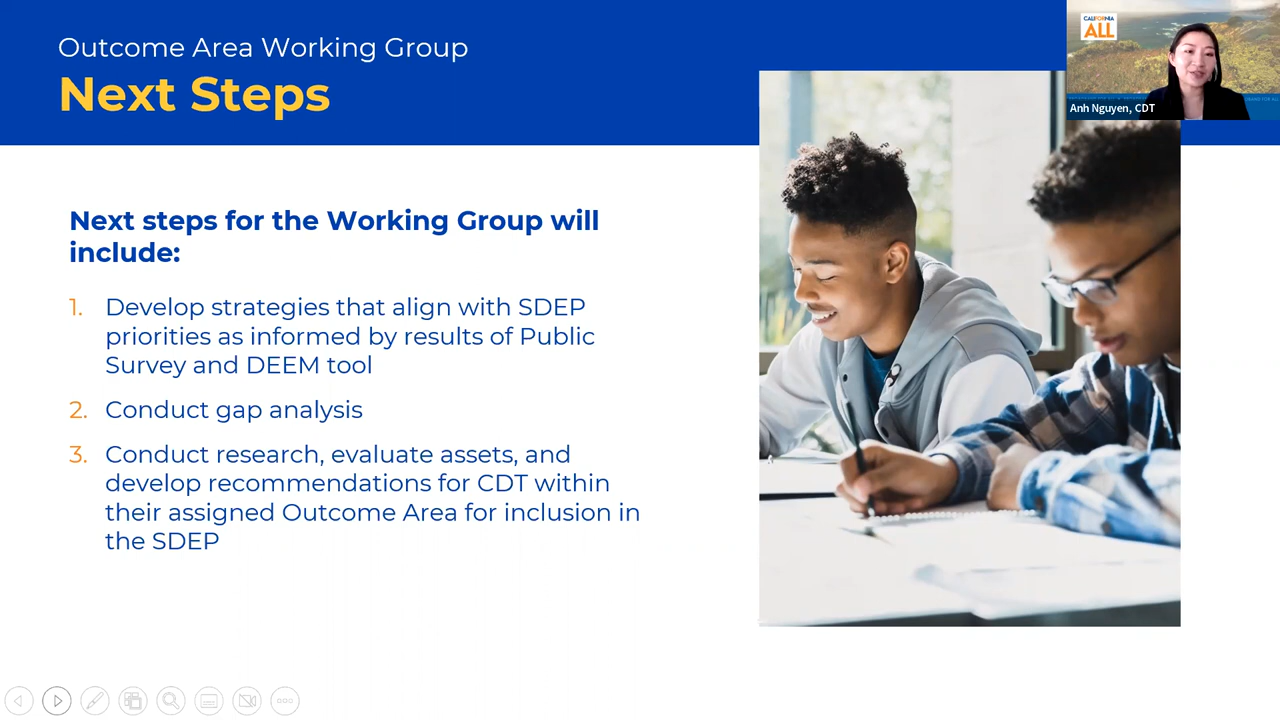 Outcome Area Working Group
Next Steps
CALIFORNIA
ALL
Anh Nguyen, CDT
Next steps for the Working Group will
include:
1. Develop strategies that align with SDEP
priorities as informed by results of Public
Survey and DEEM tool
2. Conduct gap analysis
3. Conduct research, evaluate assets, and
develop recommendations for CDT within
their assigned Outcome Area for inclusion in
the SDEP